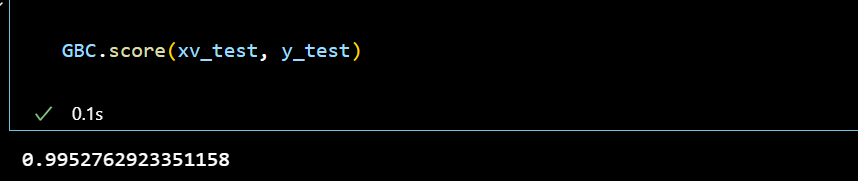 GBC.score(xv_test, y_test)
0.1s
0.9952762923351158